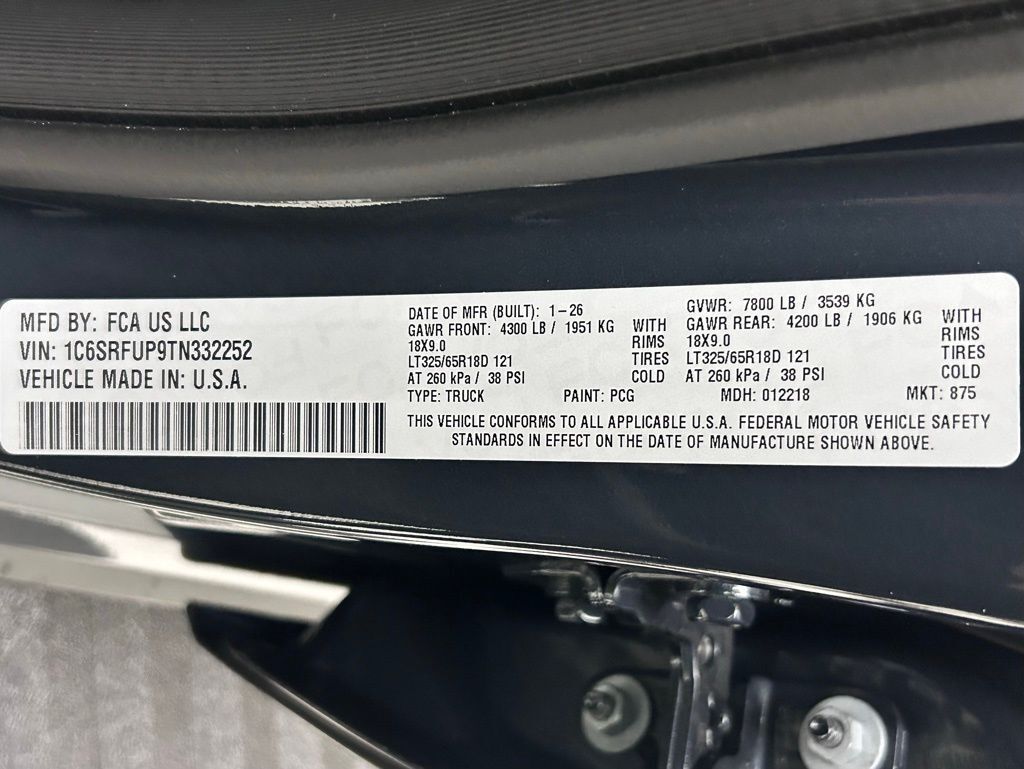 MFD BY: FCA US LLC
VIN: 1C6SRFUP9TN332252
VEHICLE MADE IN: U.S.A.
DATE OF MFR (BUILT): 1-26
GAWR FRONT: 4300 LB / 1951 KG WITH
18X9.0 RIMS
LT325/65R18D 121 TIRES
AT 260 kPa / 38 PSI COLD
GVWR: 7800 LB / 3539 KG
GAWR REAR: 4200 LB / 1906 KG WITH
18X9.0 RIMS
LT325/65R18D 121 TIRES
AT 260 kPa / 38 PSI COLD
TYPE: TRUCK PAINT: PCG MDH: 012218 MKT: 875
THIS VEHICLE CONFORMS TO ALL APPLICABLE U.S.A. FEDERAL MOTOR VEHICLE SAFETY
STANDARDS IN EFFECT ON THE DATE OF MANUFACTURE SHOWN ABOVE.